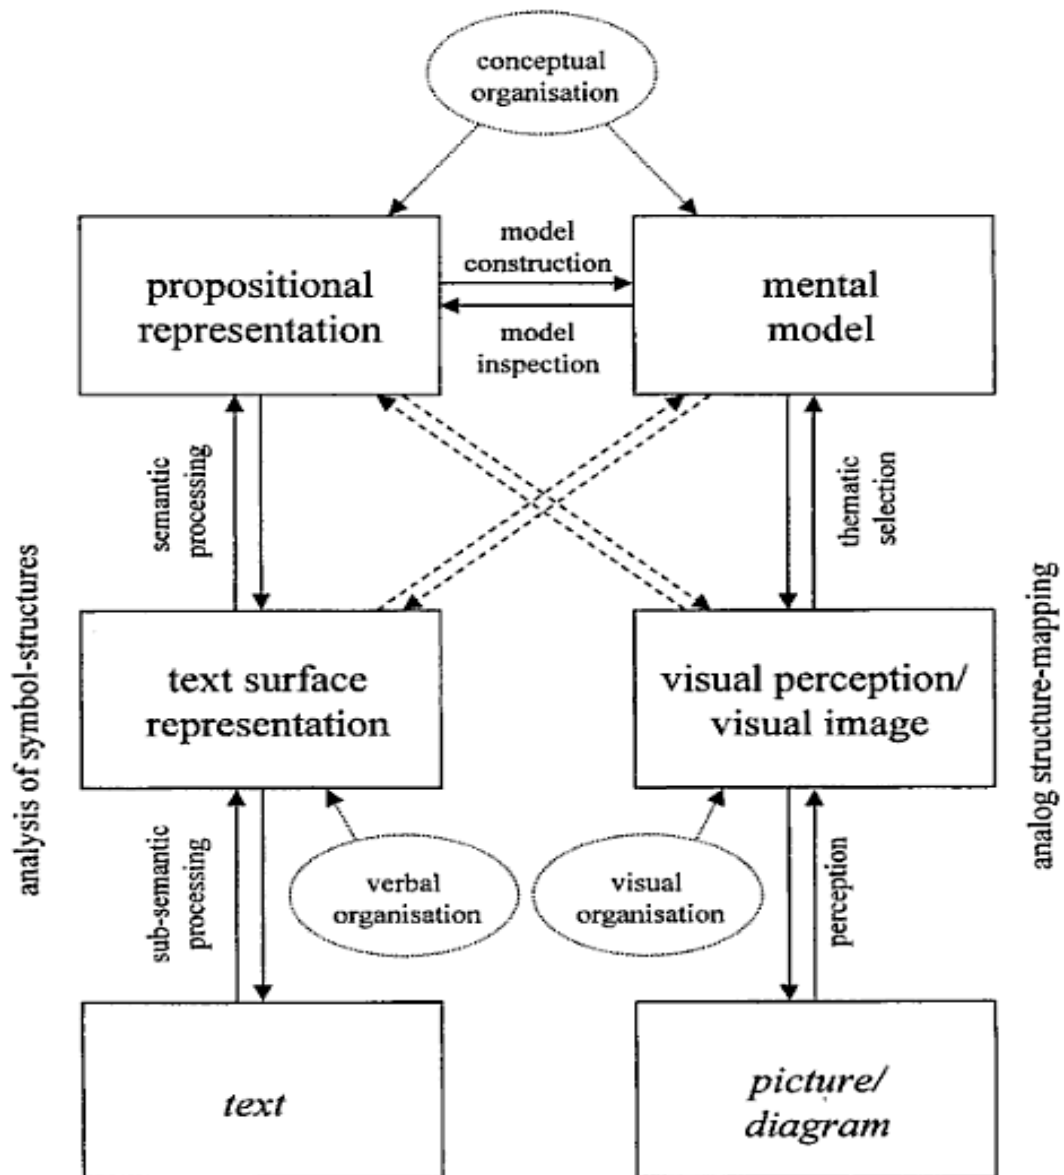 conceptual
organisation
propositional
representation
model
construction
model
inspection
mental
model
semantic
processing
thematic
selection
analysis of symbol-structures
analog structure-mapping
text surface
representation
visual perception/
visual image
sub-semantic
processing
verbal
organisation
visual
organisation
perception
text
picture/
diagram